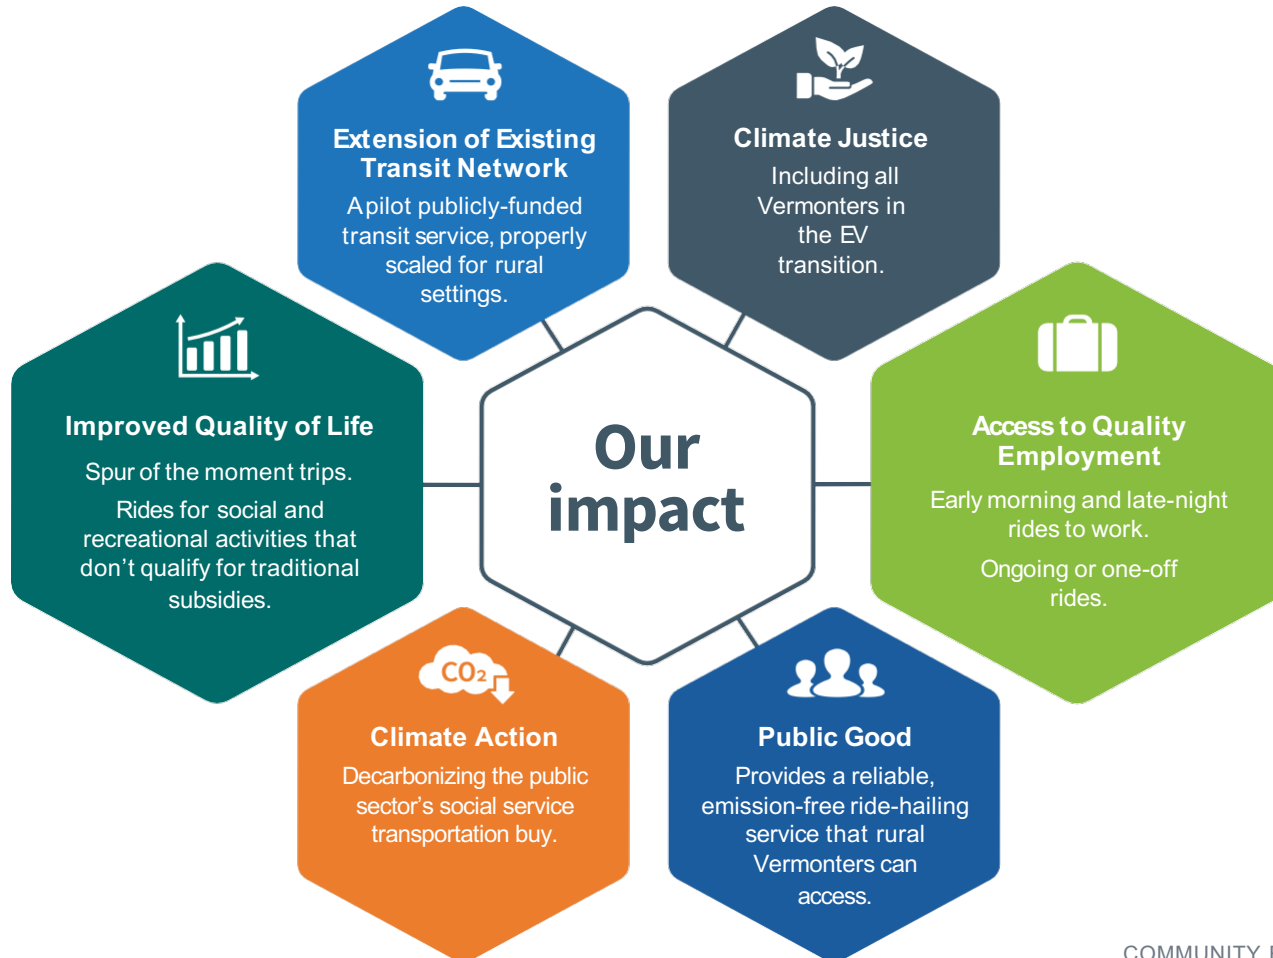 Extension of Existing
Transit Network
A pilot publicly-funded
transit service, properly
scaled for rural
settings.
Climate Justice
Including all
Vermonters in
the EV
transition.
Improved Quality of Life
Spur of the moment trips.
Rides for social and
recreational activities that
don’t qualify for traditional
subsidies.
Our
impact
Access to Quality
Employment
Early morning and late-night
rides to work.
Ongoing or one-off
rides.
CO₂
Climate Action
Decarbonizing the public
sector’s social service
transportation buy.
Public Good
Provides a reliable,
emission-free ride-hailing
service that rural
Vermonters can
access.
COMMUNITY